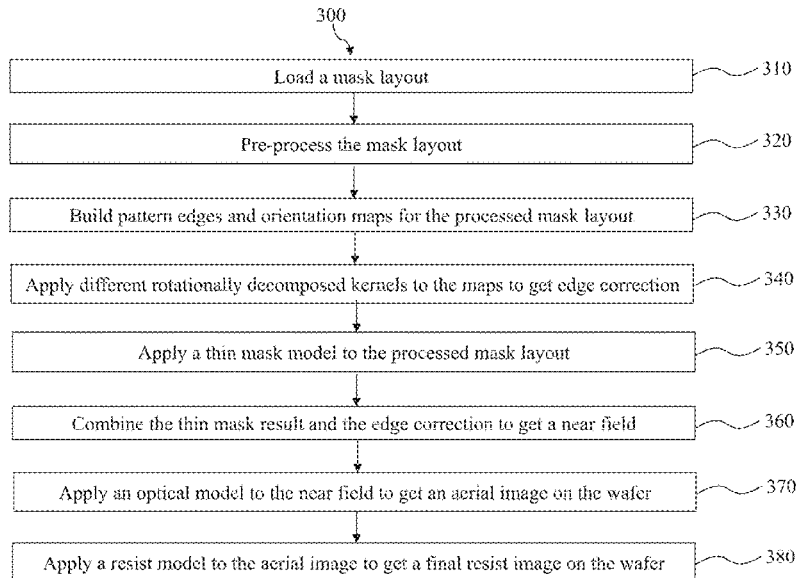 300
Load a mask layout 310
Pre-process the mask layout 320
Build pattern edges and orientation maps for the processed mask layout 330
Apply different rotationally decomposed kernels to the maps to get edge correction 340
Apply a thin mask model to the processed mask layout 350
Combine the thin mask result and the edge correction to get a near field 360
Apply an optical model to the near field to get an aerial image on the wafer 370
Apply a resist model to the aerial image to get a final resist image on the wafer 380